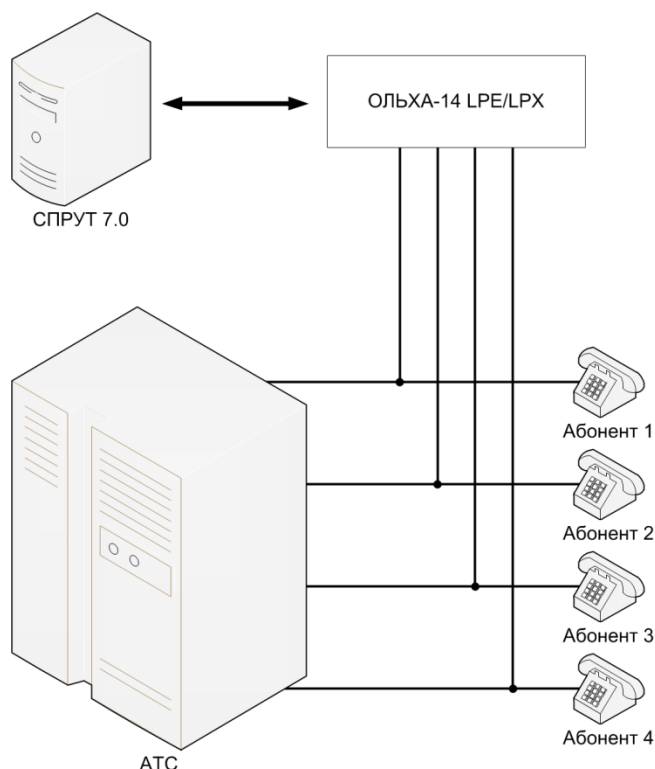 ОЛЬХА-14 LPE/LPX
СПРУТ 7.0
Абонент 1
Абонент 2
Абонент 3
Абонент 4
АТС